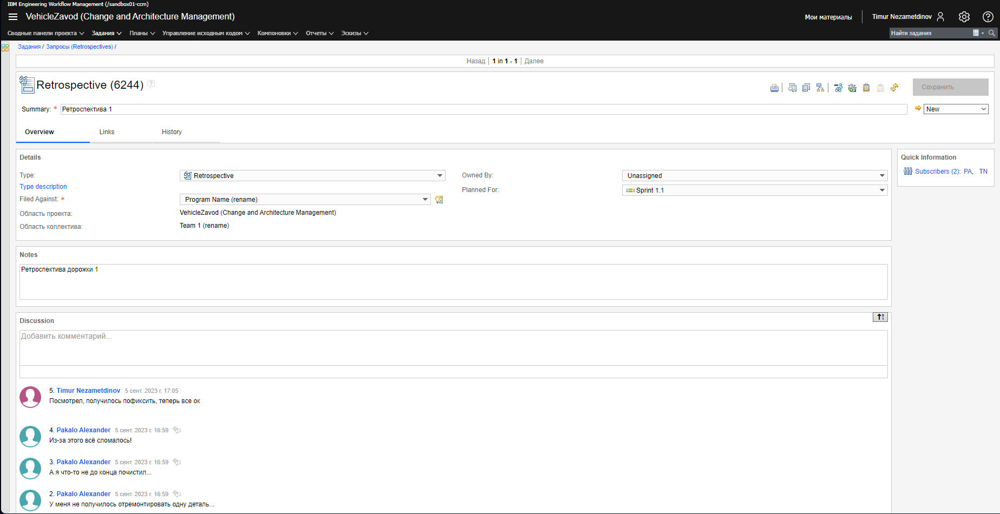 IBM Engineering Workflow Management (/sandbox01-ccm)
VehicleZavod (Change and Architecture Management)
Мои материалы
Timur Nezametdinov
Сводные панели проекта
Задания
Планы
Управление исходным кодом
Компоновки
Отчеты
Эскизы
Найти задания
Задания / Запросы (Retrospectives) /
Назад | 1 in 1 - 1 | Далее
Retrospective (6244)
?
Сохранить
Summary: * Ретроспектива 1
New
Overview
Links
History
Details
Type:
Retrospective
Type description
Filed Against: *
Program Name (rename)
Область проекта:
VehicleZavod (Change and Architecture Management)
Область коллектива:
Team 1 (rename)
Owned By:
Unassigned
Planned For:
Sprint 1.1
Quick Information
Subscribers (2): PA, TN
Notes
Ретроспектива дорожки 1
Discussion
Добавить комментарий...
5. Timur Nezametdinov 5 сент. 2023 г. 17:05
Посмотрел, получилось пофиксить, теперь все ок
4. Pakalo Alexander 5 сент. 2023 г. 16:59
Из-за этого всё сломалось!
3. Pakalo Alexander 5 сент. 2023 г. 16:59
А я что-то не до конца почистил...
2. Pakalo Alexander 5 сент. 2023 г. 16:59
У меня не получилось отремонтировать одну деталь...